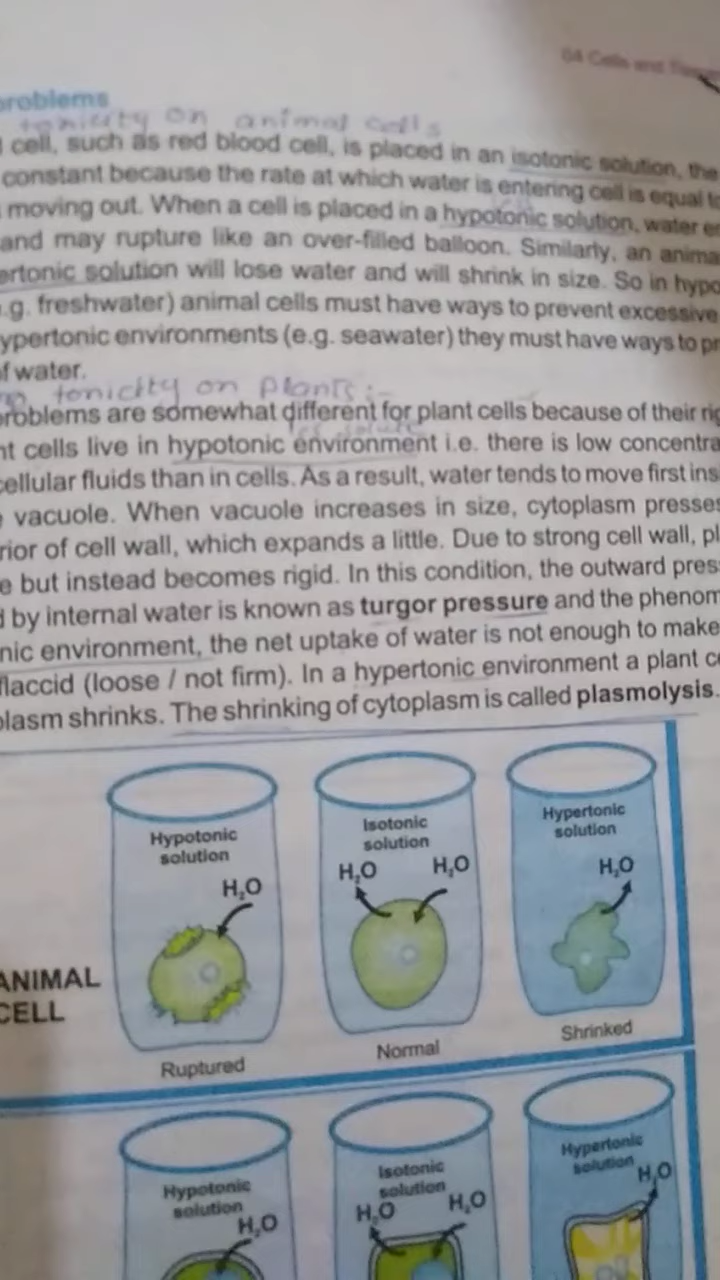 04 Cells and
problems
tonicity on animal cells
cell, such as red blood cell, is placed in an isotonic solution, the
constant because the rate at which water is entering cell is equal to
moving out. When a cell is placed in a hypotonic solution, water en
and may rupture like an over-filled balloon. Similarly, an anima
ertonic solution will lose water and will shrink in size. So in hypo
.g. freshwater) animal cells must have ways to prevent excessive
ypertonic environments (e.g. seawater) they must have ways to pr
of water.
tonicity on plants:-
roblems are somewhat different for plant cells because of their rig
nt cells live in hypotonic environment i.e. there is low concentra
cellular fluids than in cells. As a result, water tends to move first ins
vacuole. When vacuole increases in size, cytoplasm presses
rior of cell wall, which expands a little. Due to strong cell wall, pl
e but instead becomes rigid. In this condition, the outward pres
d by internal water is known as turgor pressure and the phenom
nic environment, the net uptake of water is not enough to make
flaccid (loose / not firm). In a hypertonic environment a plant ce
plasm shrinks. The shrinking of cytoplasm is called plasmolysis.
Hypotonic
solution
H₂O
Isotonic
solution
H₂O H₂O
Hypertonic
solution
H₂O
ANIMAL
CELL
Ruptured
Normal
Shrinked
Hypotonic
solution
H₂O
Isotonic
solution
H₂O H₂O
Hypertonic
solution
H₂O